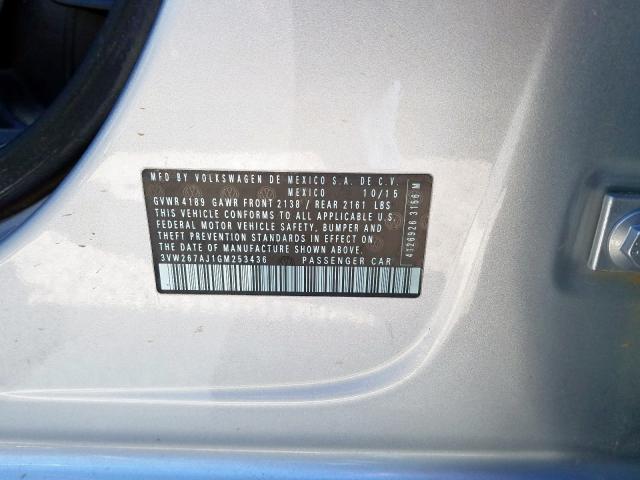 MFD BY VOLKSWAGEN DE MEXICO S.A. DE C.V.
MEXICO 10/15
GVWR 4189 GAWR FRONT 2138 / REAR 2161 LBS
THIS VEHICLE CONFORMS TO ALL APPLICABLE U.S.
FEDERAL MOTOR VEHICLE SAFETY, BUMPER AND
THEFT PREVENTION STANDARDS IN EFFECT ON
THE DATE OF MANUFACTURE SHOWN ABOVE.
3VW267AJ1GM253436 PASSENGER CAR
4126926 3156 M